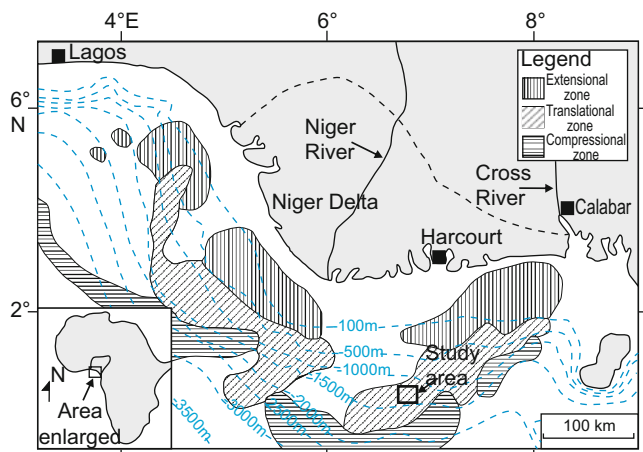 4°E
6°
8°
Lagos
Legend
Extensional
zone
Translational
zone
Compressional
zone
6°
N
Niger
River
Cross
River
Niger Delta
Calabar
Harcourt
2°
-100m
-500m
-1000m
-1500m
-2000m
-2500m
-3000m
-3500m
Study
area
N
Area
enlarged
100 km